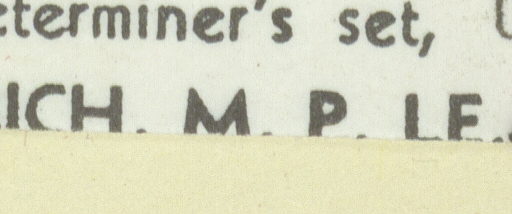 eterminer's set,
ICH. M. P. LE.